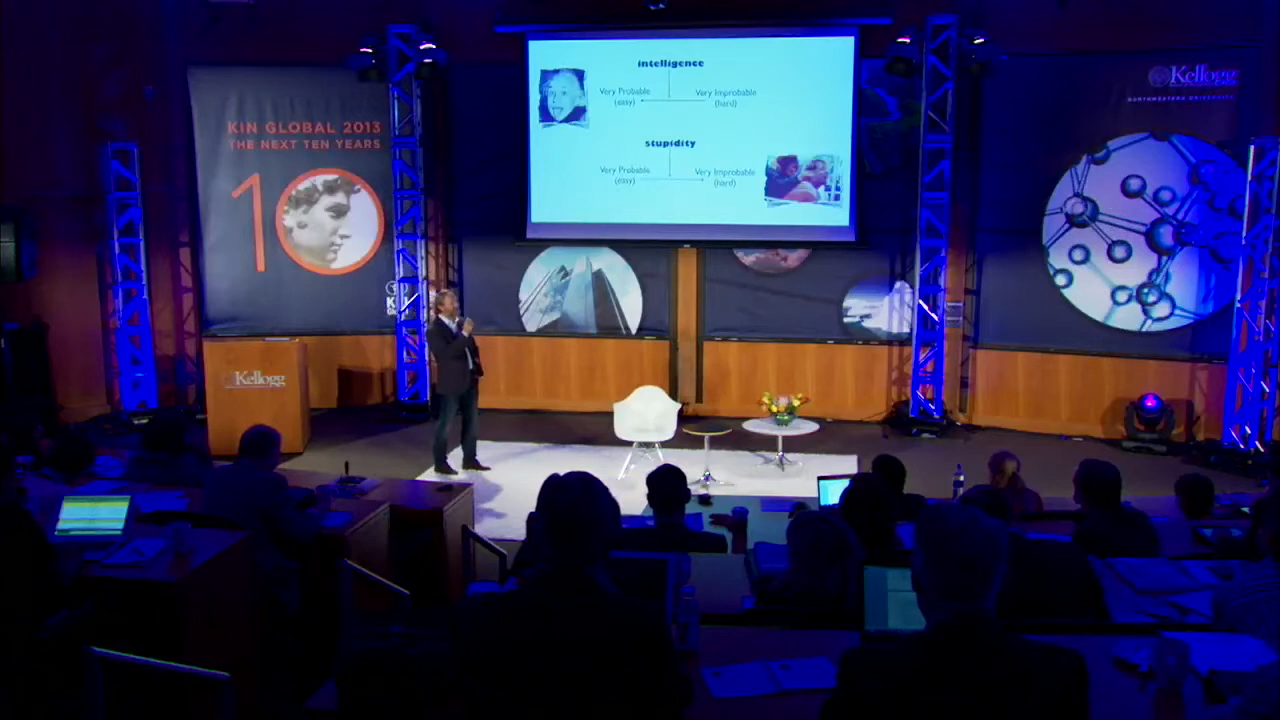 intelligence
Very Probable
(easy)
Very Improbable
(hard)
stupidity
Very Probable
(easy)
Very Improbable
(hard)
KIN GLOBAL 2013
THE NEXT TEN YEARS
10
Kellogg
NORTHWESTERN UNIVERSITY
Kellogg